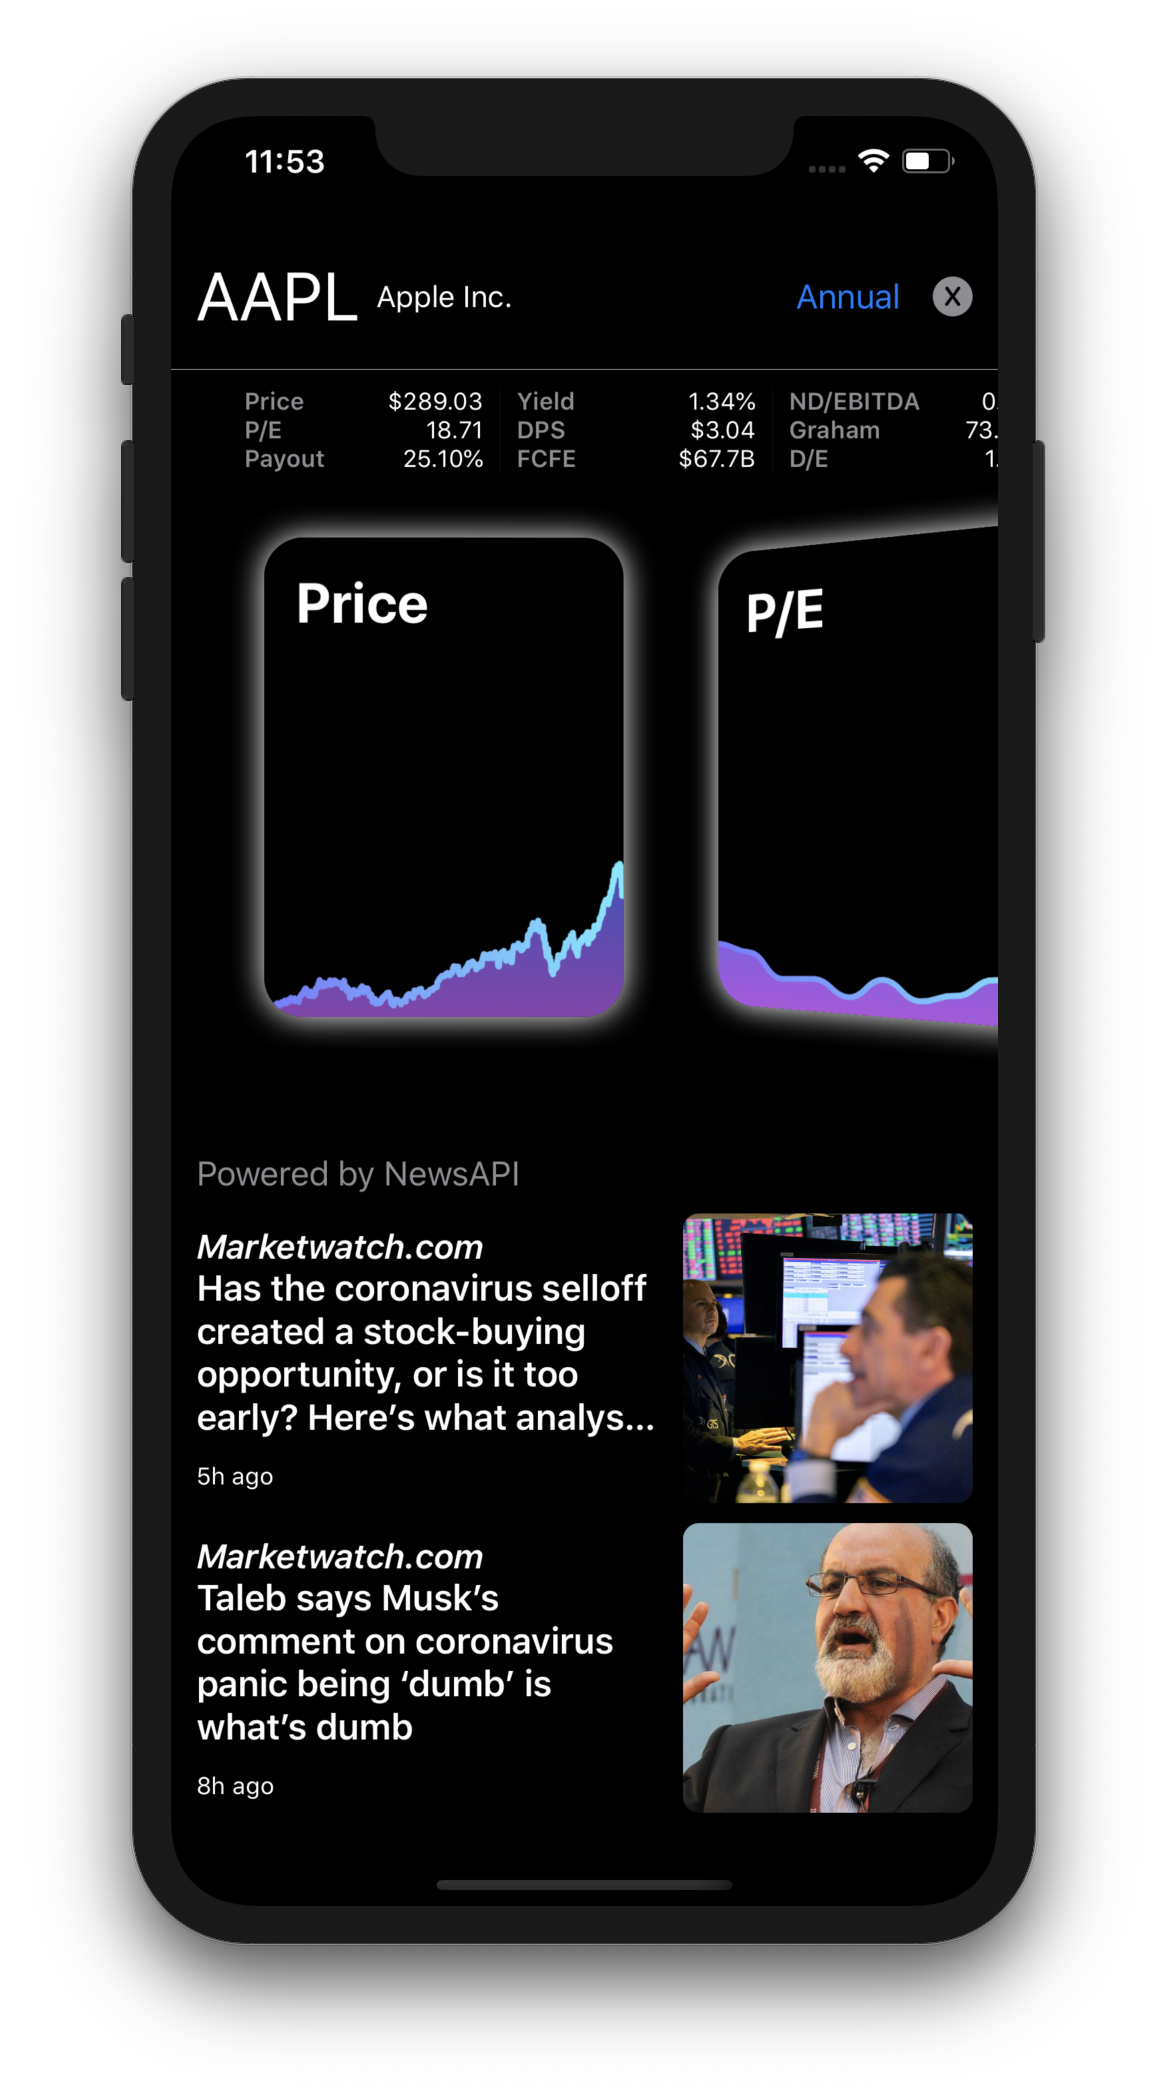 11:53
AAPL Apple Inc. Annual X
Price $289.03 Yield 1.34% ND/EBITDA 0.
P/E 18.71 DPS $3.04 Graham 73.
Payout 25.10% FCFE $67.7B D/E 1.
Price
P/E
Powered by NewsAPI
Marketwatch.com
Has the coronavirus selloff
created a stock-buying
opportunity, or is it too
early? Here’s what analys...
5h ago
Marketwatch.com
Taleb says Musk’s
comment on coronavirus
panic being ‘dumb’ is
what’s dumb
8h ago